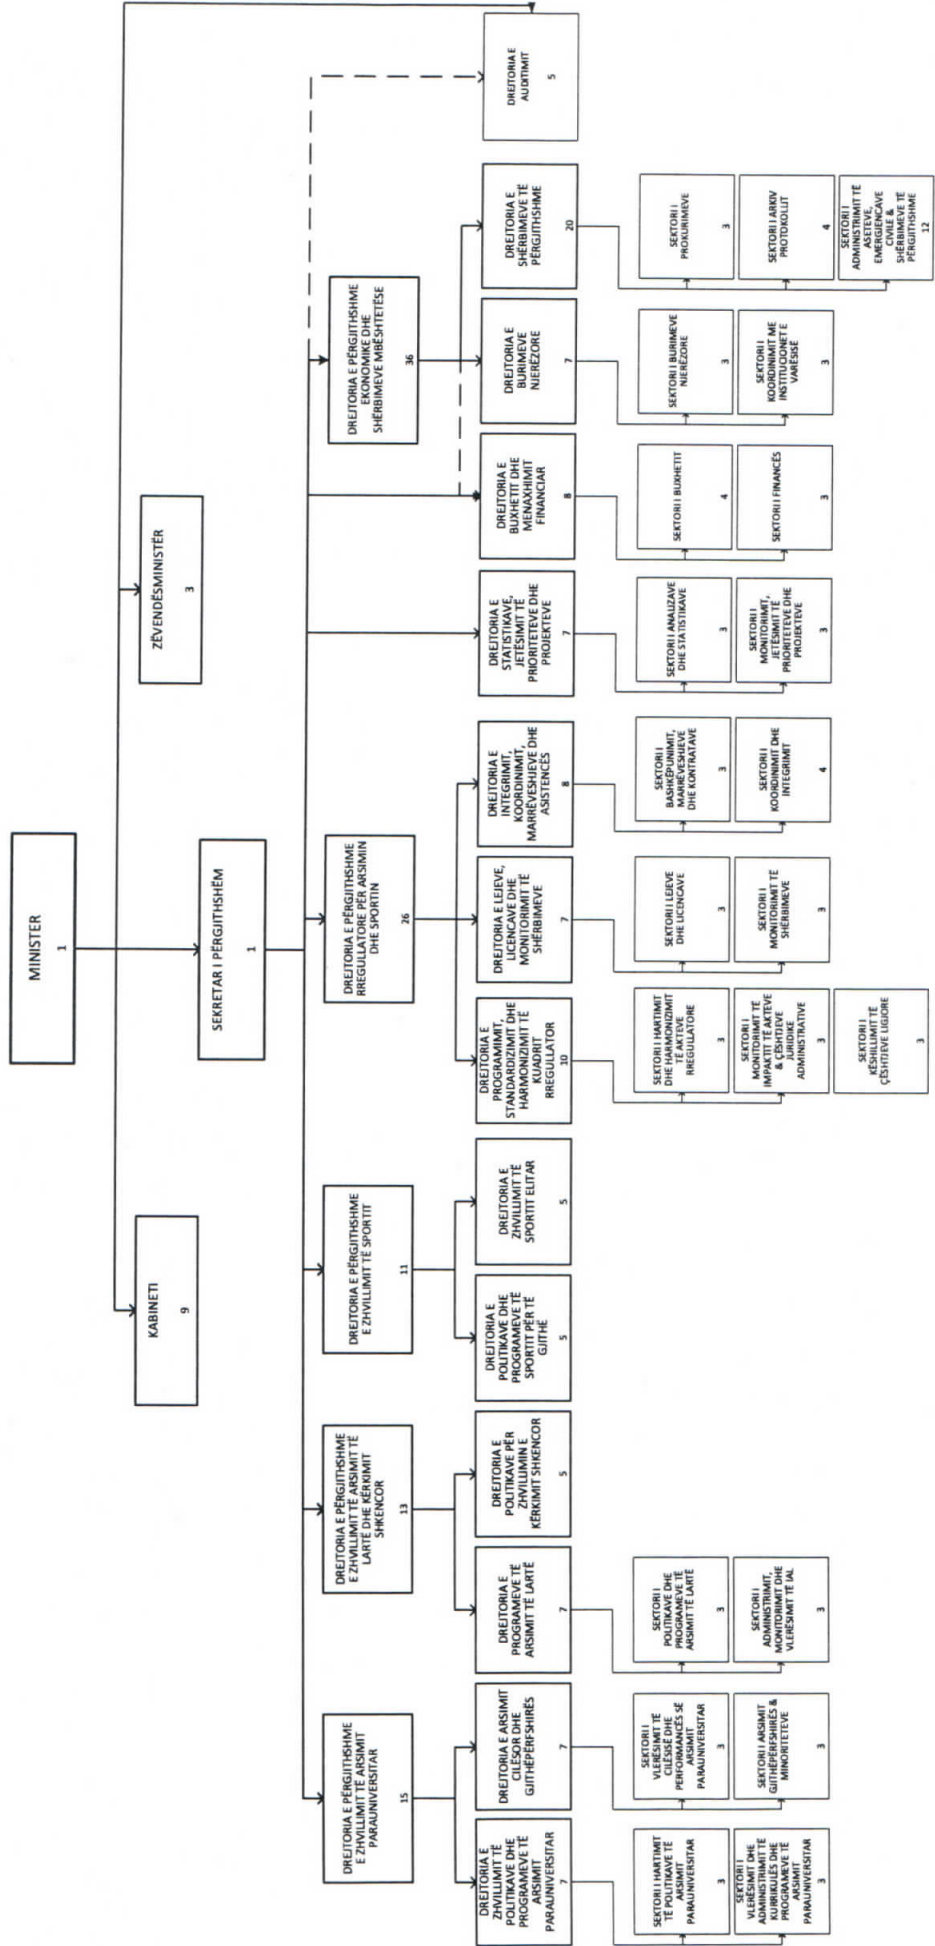 MINISTER
1
KABINETI
9
ZËVENDËSMINISTËR
3
SEKRETAR I PËRGJITHSHËM
1
DREJTORIA E PËRGJITHSHME
E ZHVILLIMIT TË ARSIMIT
PARAUNIVERSITAR
15
DREJTORIA E PËRGJITHSHME
E ZHVILLIMIT TË ARSIMIT TË
LARTË DHE KËRKIMIT
SHKENCOR
13
DREJTORIA E PËRGJITHSHME
E ZHVILLIMIT TË SPORTIT
11
DREJTORIA E PËRGJITHSHME
RREGULLATORE PËR ARSIMIN
DHE SPORTIN
26
DREJTORIA E PËRGJITHSHME
EKONOMIKE DHE
SHËRBIMEVE MBËSHTETËSE
36
DREJTORIA E
ZHVILLIMIT TË
POLITIKAVE DHE
PROGRAMEVE TË
ARSIMIT
PARAUNIVERSITAR
7
DREJTORIA E ARSIMIT
CILËSOR DHE
GJITHËPËRFSHIRËS
7
DREJTORIA E
PROGRAMEVE TË
ARSIMIT TË LARTË
7
DREJTORIA E
POLITIKAVE PËR
ZHVILLIMIN E
KËRKIMIT SHKENCOR
5
DREJTORIA E
POLITIKAVE DHE
PROGRAMEVE TË
SPORTIT PËR TË
GJITHË
5
DREJTORIA E
ZHVILLIMIT TË
SPORTIT ELITAR
5
DREJTORIA E
PROGRAMIMIT,
STANDARDIZIMIT DHE
HARMONIZIMIT TË
KUADRIT
RREGULLATOR
10
DREJTORIA E LEJEVE,
LICENCAVE DHE
MONITORIMIT TË
SHËRBIMEVE
7
DREJTORIA E
INTEGRIMIT,
KOORDINIMIT,
MARRËVESHJEVE DHE
ASISTENCËS
8
DREJTORIA E
STATISTIKAVE,
JETËSIMIT TË
PRIORITETEVE DHE
PROJEKTEVE
7
DREJTORIA E
BUXHETIT DHE
MENAXHIMIT
FINANCIAR
8
DREJTORIA E
BURIMEVE
NJERËZORE
7
DREJTORIA E
SHËRBIMEVE TË
PËRGJITHSHME
20
DREJTORIA E
AUDITIMIT
5
SEKTORI I HARTIMIT
TË POLITIKAVE TË
ARSIMIT
PARAUNIVERSITAR
3
SEKTORI I
VLERËSIMIT DHE
ADMINISTRIMIT TË
KURRIKULËS DHE
PROGRAMEVE TË
ARSIMIT
PARAUNIVERSITAR
3
SEKTORI I
VLERËSIMIT TË
CILËSISË DHE
PERFORMANCËS SË
ARSIMIT
PARAUNIVERSITAR
3
SEKTORI I ARSIMIT
GJITHËPËRFSHIRËS &
MINORITETEVE
3
SEKTORI I
POLITIKAVE DHE
PROGRAMEVE TË
ARSIMIT TË LARTË
3
SEKTORI I
ADMINISTRIMIT,
MONITORIMIT DHE
VLERËSIMIT TË IAL
3
SEKTORI I HARTIMIT
DHE HARMONIZIMIT
TË AKTEVE
RREGULLATORE
3
SEKTORI I
MONITORIMIT TË
IMPAKTIT TË AKTEVE
& ÇËSHTJEVE
JURIDIKE
ADMINISTRATIVE
3
SEKTORI I
KËSHILLIMIT TË
ÇËSHTJEVE LIGJORE
3
SEKTORI I LEJEVE
DHE LICENCAVE
3
SEKTORI I
MONITORIMIT TË
SHËRBIMEVE
3
SEKTORI I
BASHKËPUNIMIT,
MARRËVESHJEVE
DHE KONTRATAVE
3
SEKTORI I
KOORDINIMIT DHE
INTEGRIMIT
4
SEKTORI I ANALIZAVE
DHE STATISTIKAVE
3
SEKTORI I
MONITORIMIT,
JETËSIMIT TË
PRIORITETEVE DHE
PROJEKTEVE
3
SEKTORI I BUXHETIT
4
SEKTORI I FINANCËS
3
SEKTORI I BURIMEVE
NJERËZORE
3
SEKTORI I
KOORDINIMIT ME
INSTITUCIONET E
VARËSISË
3
SEKTORI I
PROKURIMEVE
3
SEKTORI I ARKIV
PROTOKOLLIT
4
SEKTORI I
ADMINISTRIMIT TË
ASETEVE,
EMERGJENCAVE
CIVILE &
SHËRBIMEVE TË
PËRGJITHSHME
12